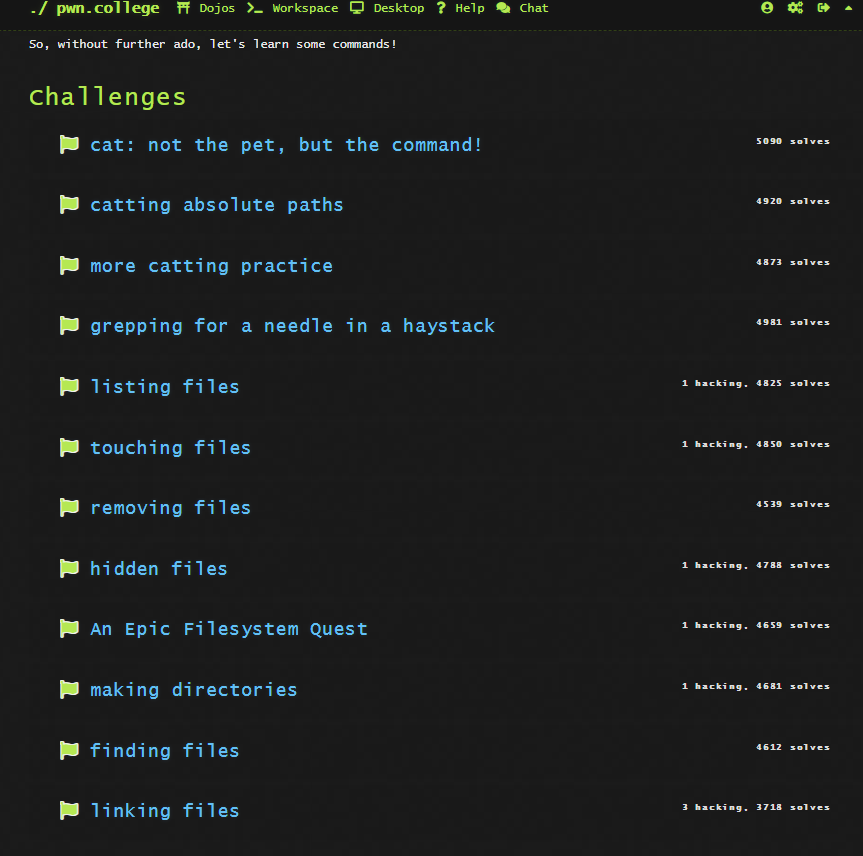 ./ pwn.college Dojos Workspace Desktop ? Help Chat
So, without further ado, let's learn some commands!
Challenges
cat: not the pet, but the command! 5090 solves
catting absolute paths 4920 solves
more catting practice 4873 solves
grepping for a needle in a haystack 4981 solves
listing files 1 hacking, 4825 solves
touching files 1 hacking, 4850 solves
removing files 4539 solves
hidden files 1 hacking, 4788 solves
An Epic Filesystem Quest 1 hacking, 4659 solves
making directories 1 hacking, 4681 solves
finding files 4612 solves
linking files 3 hacking, 3718 solves